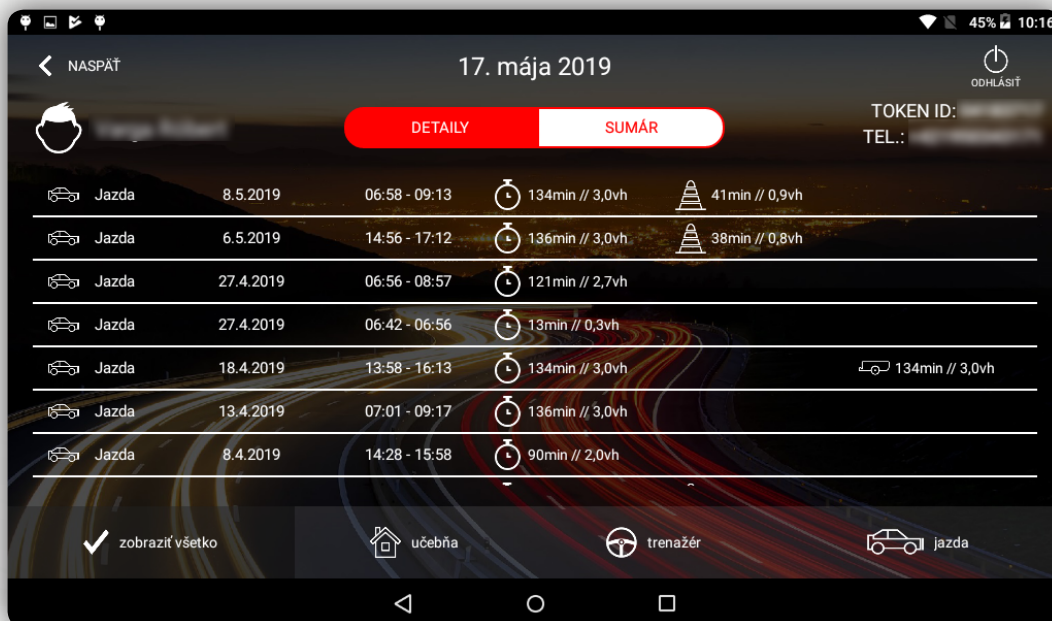 45% 10:16
NASPÄŤ
17. mája 2019
ODHLÁSIŤ
DETAILY SUMÁR
TOKEN ID:
TEL.:
Jazda 8.5.2019 06:58 - 09:13 134min // 3,0vh 41min // 0,9vh
Jazda 6.5.2019 14:56 - 17:12 136min // 3,0vh 38min // 0,8vh
Jazda 27.4.2019 06:56 - 08:57 121min // 2,7vh
Jazda 27.4.2019 06:42 - 06:56 13min // 0,3vh
Jazda 18.4.2019 13:58 - 16:13 134min // 3,0vh 134min // 3,0vh
Jazda 13.4.2019 07:01 - 09:17 136min // 3,0vh
Jazda 8.4.2019 14:28 - 15:58 90min // 2,0vh
zobraziť všetko učebňa trenažér jazda